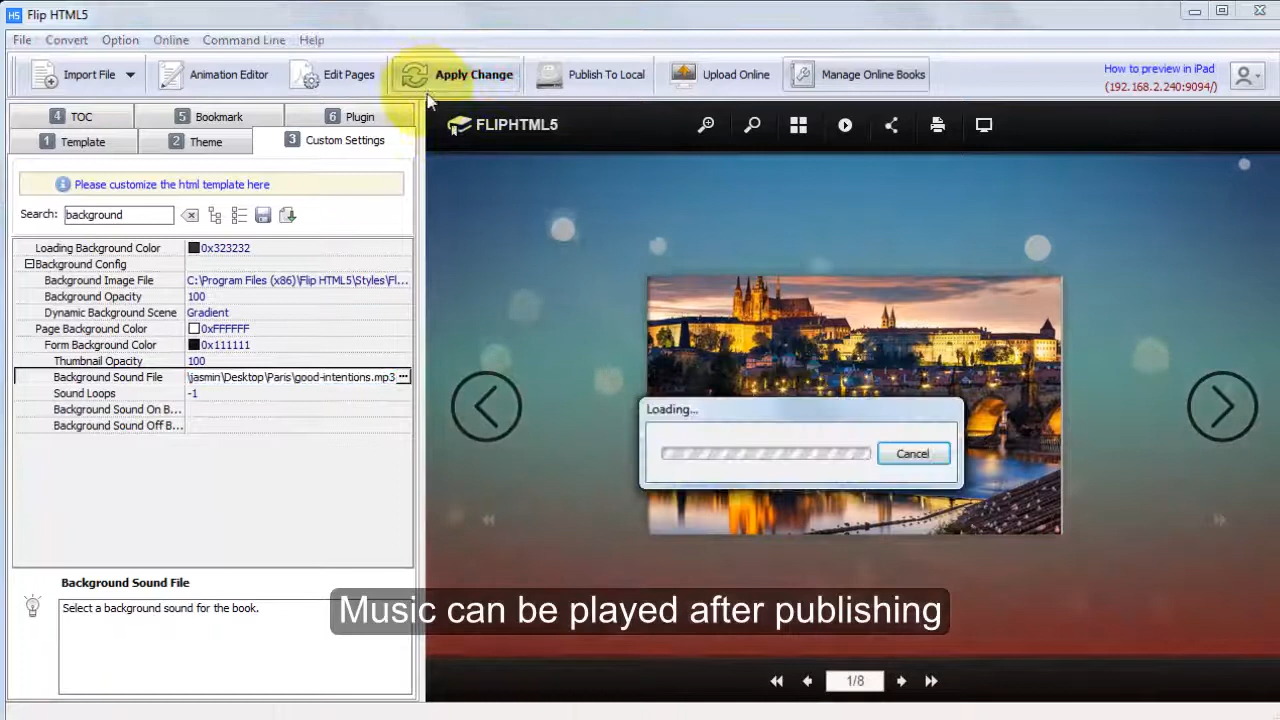 H5 Flip HTML5
File Convert Option Online Command Line Help
Import File Animation Editor Edit Pages Apply Change Publish To Local Upload Online Manage Online Books
How to preview in iPad
(192.168.2.240:9094/)
4 TOC 5 Bookmark 6 Plugin
1 Template 2 Theme 3 Custom Settings
Please customize the html template here
Search: background
Loading Background Color 0x323232
Background Config
Background Image File C:\Program Files (x86)\Flip HTML5\Styles\Fl...
Background Opacity 100
Dynamic Background Scene Gradient
Page Background Color 0xFFFFFF
Form Background Color 0x111111
Thumbnail Opacity 100
Background Sound File \jasmin\Desktop\Paris\good-intentions.mp3 ...
Sound Loops -1
Background Sound On B...
Background Sound Off B...
Background Sound File
Select a background sound for the book.
FLIPHTML5
Loading...
Cancel
Music can be played after publishing
1/8